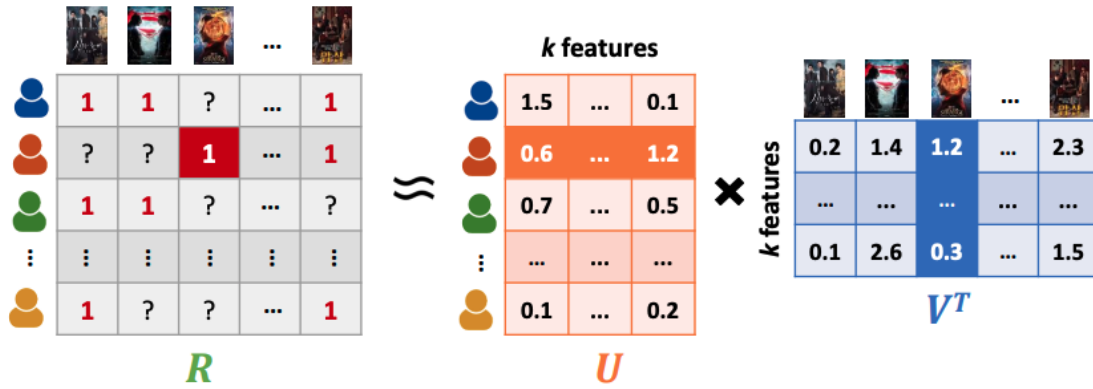 ...
k features
...
1 1 ? ... 1
? ? 1 ... 1
1 1 ? ... ?
⋮ ⋮ ⋮ ⋮ ⋮ ⋮
1 ? ? ... 1
R
≈
1.5 ... 0.1
0.6 ... 1.2
0.7 ... 0.5
⋮ ... ... ...
0.1 ... 0.2
U
×
k features
0.2 1.4 1.2 ... 2.3
... ... ... ... ...
0.1 2.6 0.3 ... 1.5
V^T